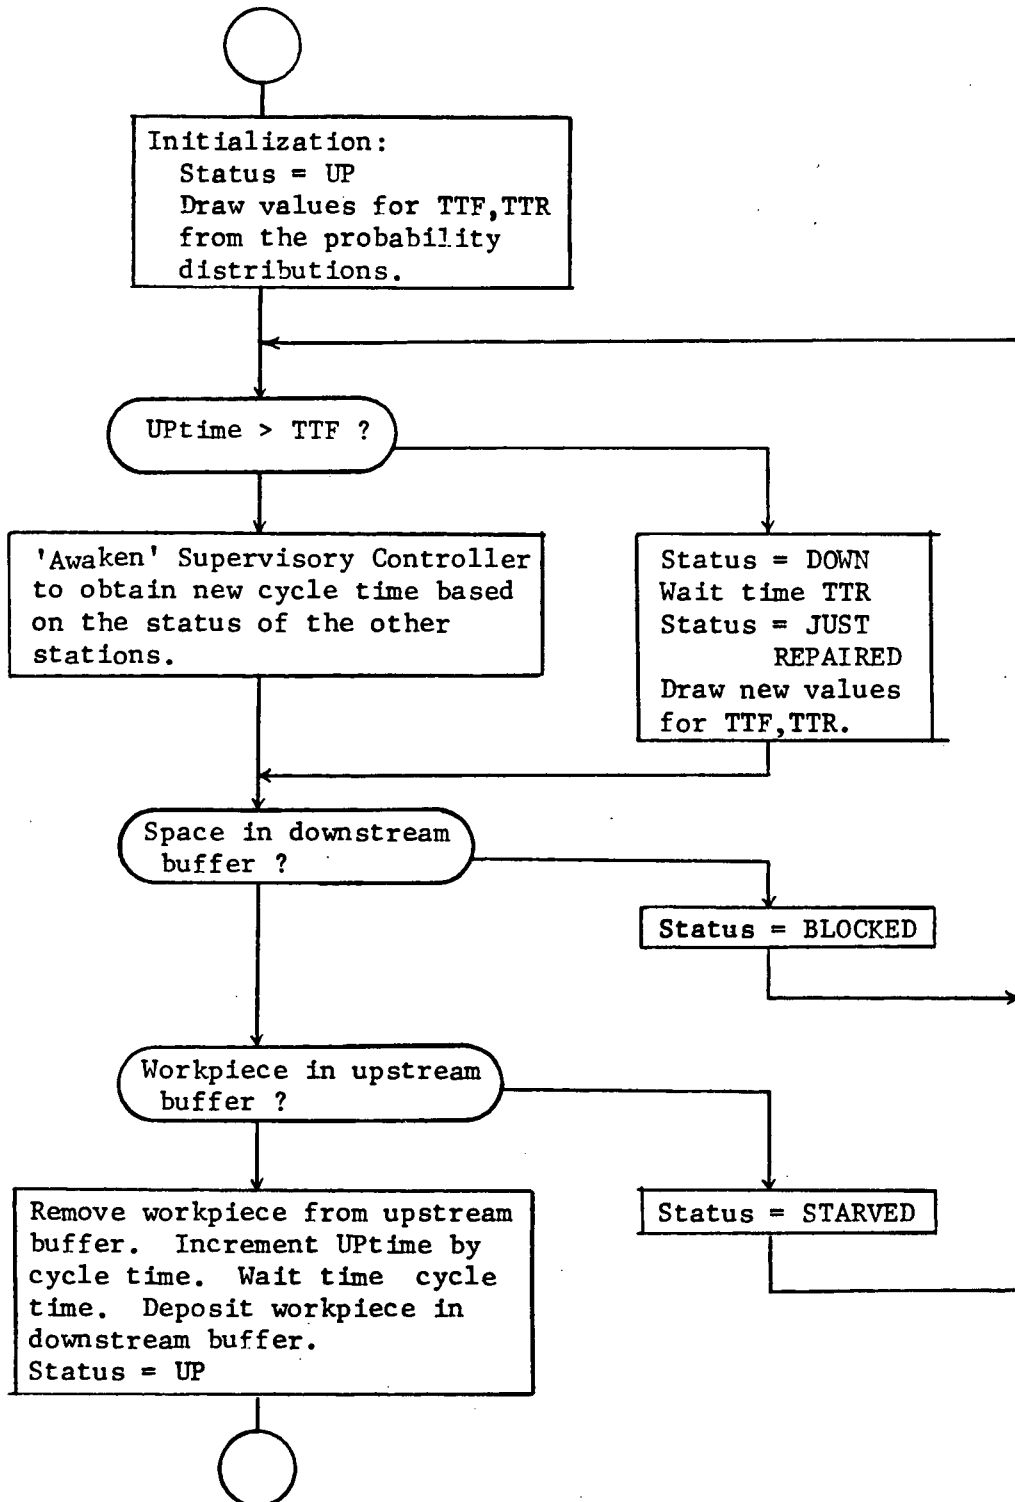 Initialization:
Status = UP
Draw values for TTF,TTR
from the probability
distributions.
UPtime > TTF ?
'Awaken' Supervisory Controller
to obtain new cycle time based
on the status of the other
stations.
Status = DOWN
Wait time TTR
Status = JUST
REPAIRED
Draw new values
for TTF,TTR.
Space in downstream
buffer ?
Status = BLOCKED
Workpiece in upstream
buffer ?
Remove workpiece from upstream
buffer. Increment UPtime by
cycle time. Wait time cycle
time. Deposit workpiece in
downstream buffer.
Status = UP
Status = STARVED